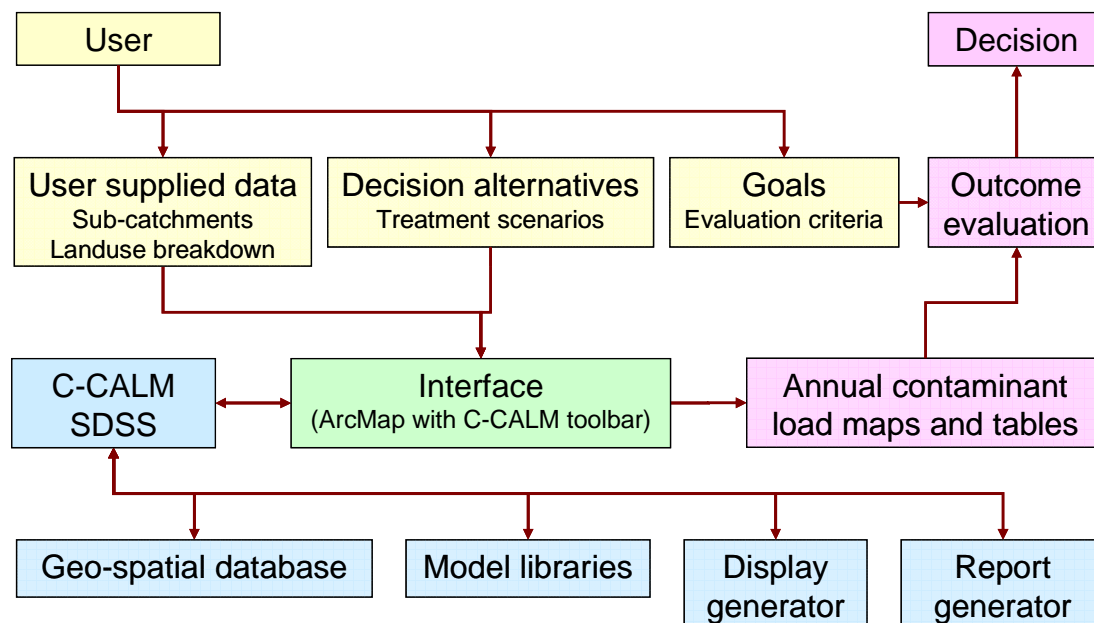 User
Decision
User supplied data
Sub-catchments
Landuse breakdown
Decision alternatives
Treatment scenarios
Goals
Evaluation criteria
Outcome
evaluation
C-CALM
SDSS
Interface
(ArcMap with C-CALM toolbar)
Annual contaminant
load maps and tables
Geo-spatial database
Model libraries
Display
generator
Report
generator